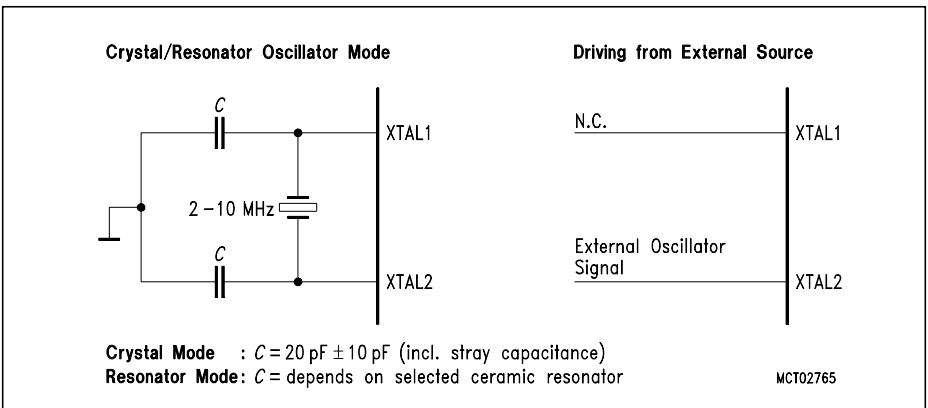 Crystal/Resonator Oscillator Mode
Driving from External Source
C
XTAL1
2–10 MHz
C
XTAL2
N.C.
XTAL1
External Oscillator
Signal
XTAL2
Crystal Mode : C = 20 pF ± 10 pF (incl. stray capacitance)
Resonator Mode: C = depends on selected ceramic resonator
MCT02765